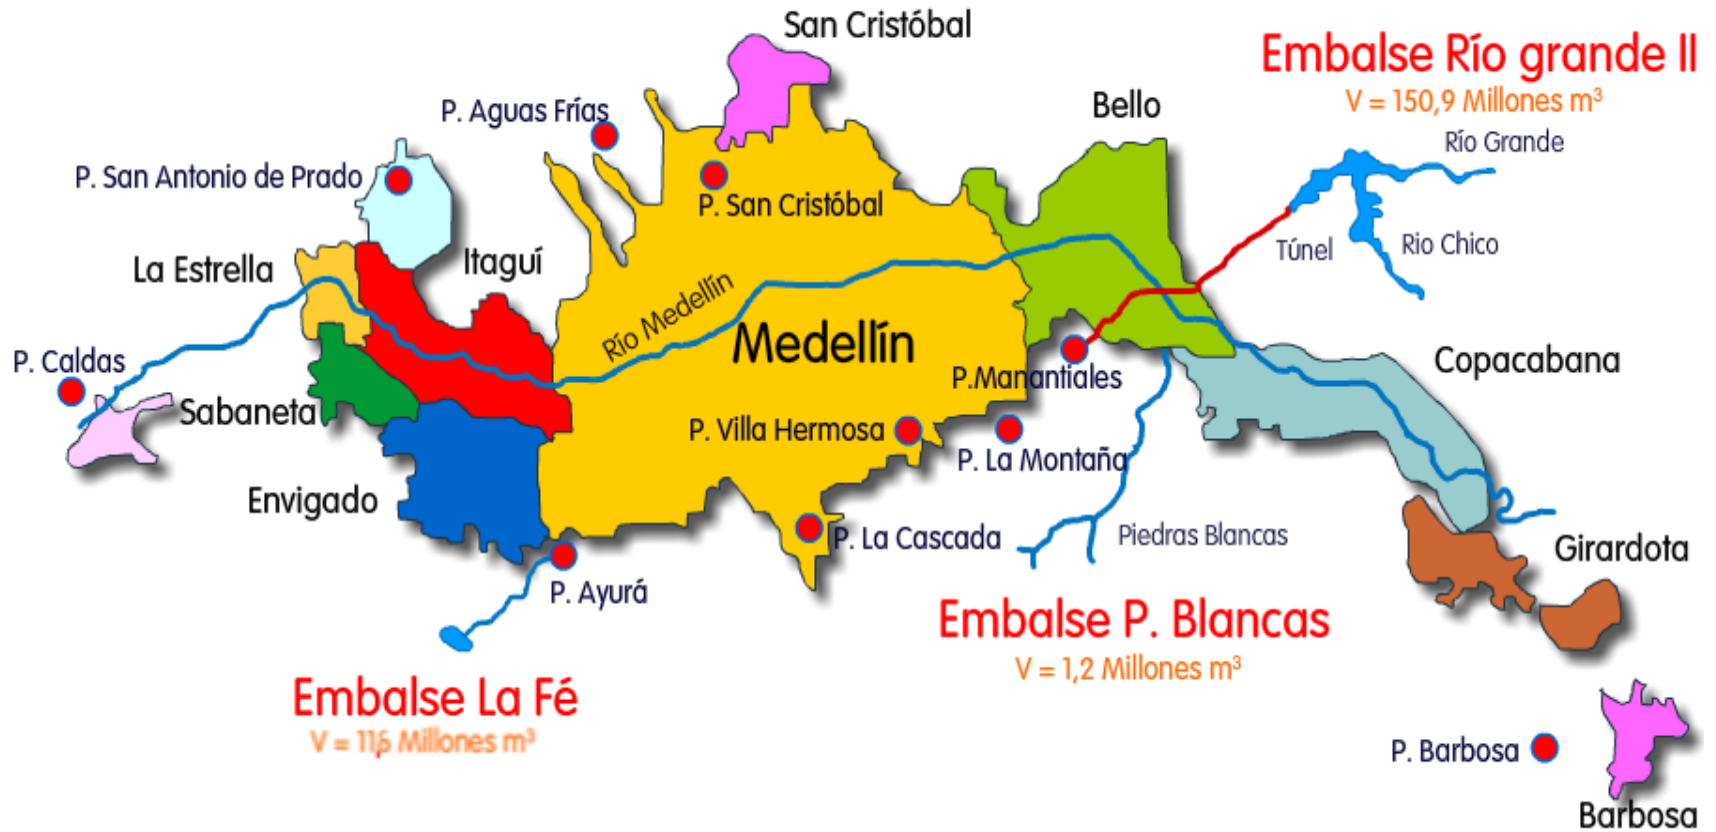 San Cristóbal
Embalse Río grande II
V = 150,9 Millones m³
Bello
P. Aguas Frías
Río Grande
P. San Antonio de Prado
P. San Cristóbal
Túnel
Rio Chico
La Estrella
Itaguí
Río Medellín
Medellín
P. Caldas
P.Manantiales
Copacabana
Sabaneta
P. Villa Hermosa
P. La Montaña
Envigado
P. La Cascada
Piedras Blancas
Girardota
P. Ayurá
Embalse P. Blancas
V = 1,2 Millones m³
Embalse La Fé
V = Millones m³
P. Barbosa
Barbosa